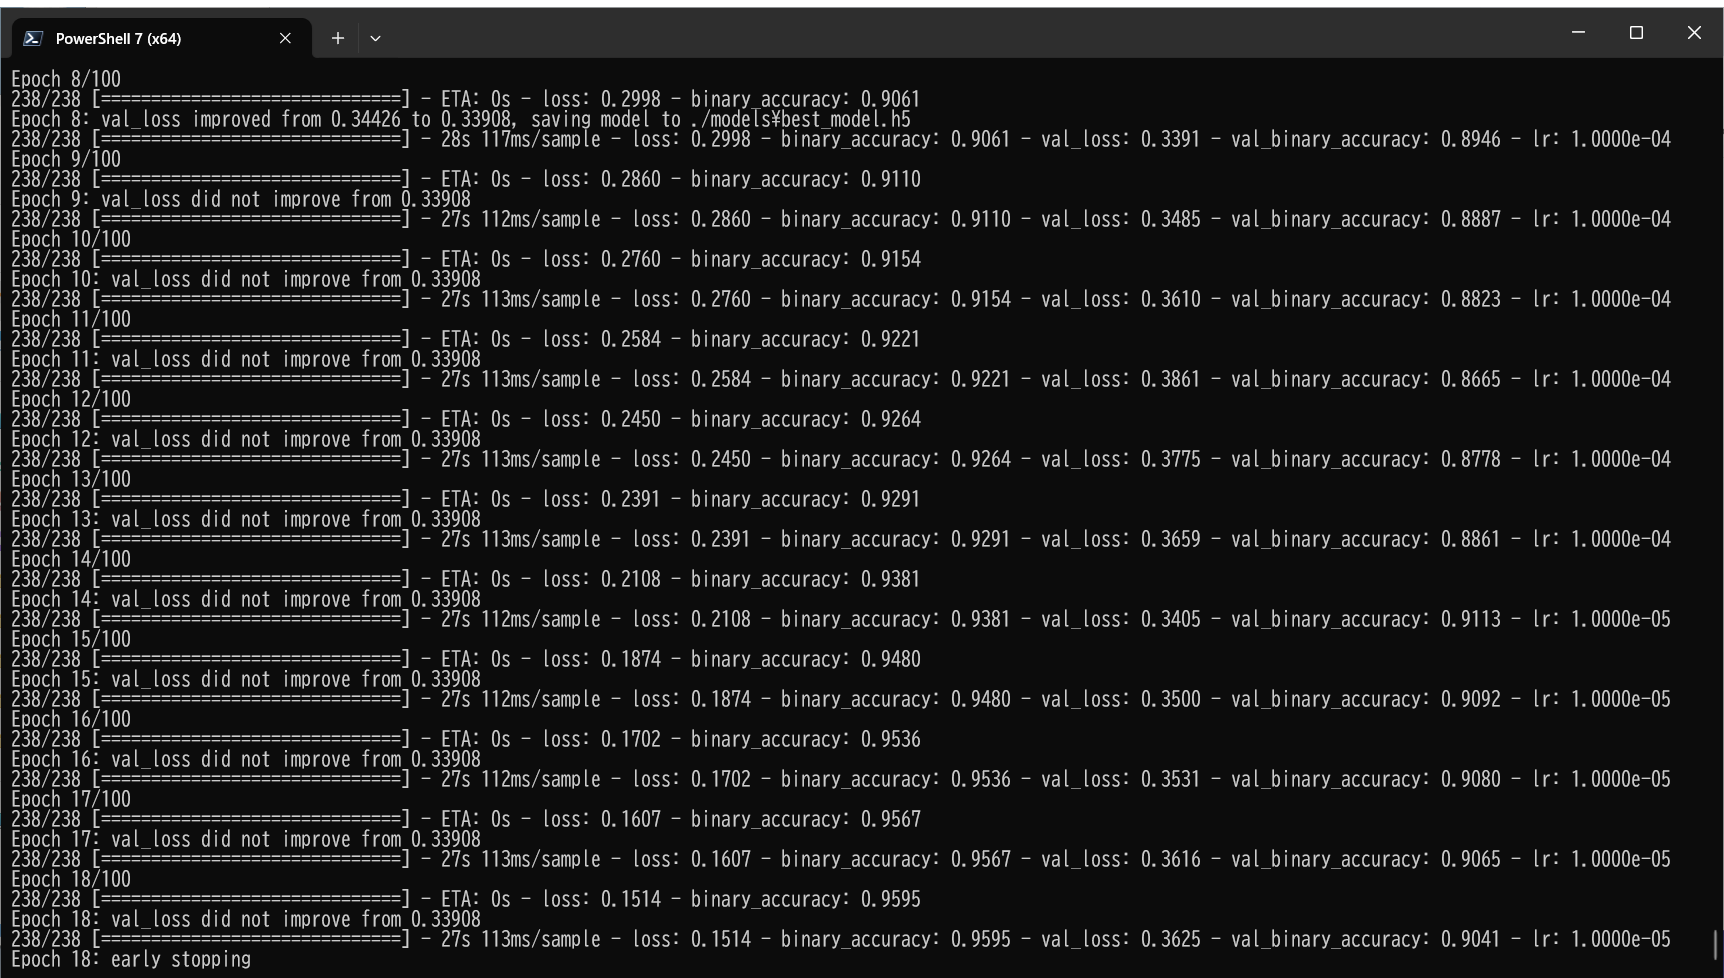 PowerShell 7 (x64)
Epoch 8/100
238/238 [==============================] - ETA: 0s - loss: 0.2998 - binary_accuracy: 0.9061
Epoch 8: val_loss improved from 0.34426 to 0.33908, saving model to ./models¥best_model.h5
238/238 [==============================] - 28s 117ms/sample - loss: 0.2998 - binary_accuracy: 0.9061 - val_loss: 0.3391 - val_binary_accuracy: 0.8946 - lr: 1.0000e-04
Epoch 9/100
238/238 [==============================] - ETA: 0s - loss: 0.2860 - binary_accuracy: 0.9110
Epoch 9: val_loss did not improve from 0.33908
238/238 [==============================] - 27s 112ms/sample - loss: 0.2860 - binary_accuracy: 0.9110 - val_loss: 0.3485 - val_binary_accuracy: 0.8887 - lr: 1.0000e-04
Epoch 10/100
238/238 [==============================] - ETA: 0s - loss: 0.2760 - binary_accuracy: 0.9154
Epoch 10: val_loss did not improve from 0.33908
238/238 [==============================] - 27s 113ms/sample - loss: 0.2760 - binary_accuracy: 0.9154 - val_loss: 0.3610 - val_binary_accuracy: 0.8823 - lr: 1.0000e-04
Epoch 11/100
238/238 [==============================] - ETA: 0s - loss: 0.2584 - binary_accuracy: 0.9221
Epoch 11: val_loss did not improve from 0.33908
238/238 [==============================] - 27s 113ms/sample - loss: 0.2584 - binary_accuracy: 0.9221 - val_loss: 0.3861 - val_binary_accuracy: 0.8665 - lr: 1.0000e-04
Epoch 12/100
238/238 [==============================] - ETA: 0s - loss: 0.2450 - binary_accuracy: 0.9264
Epoch 12: val_loss did not improve from 0.33908
238/238 [==============================] - 27s 113ms/sample - loss: 0.2450 - binary_accuracy: 0.9264 - val_loss: 0.3775 - val_binary_accuracy: 0.8778 - lr: 1.0000e-04
Epoch 13/100
238/238 [==============================] - ETA: 0s - loss: 0.2391 - binary_accuracy: 0.9291
Epoch 13: val_loss did not improve from 0.33908
238/238 [==============================] - 27s 113ms/sample - loss: 0.2391 - binary_accuracy: 0.9291 - val_loss: 0.3659 - val_binary_accuracy: 0.8861 - lr: 1.0000e-04
Epoch 14/100
238/238 [==============================] - ETA: 0s - loss: 0.2108 - binary_accuracy: 0.9381
Epoch 14: val_loss did not improve from 0.33908
238/238 [==============================] - 27s 112ms/sample - loss: 0.2108 - binary_accuracy: 0.9381 - val_loss: 0.3405 - val_binary_accuracy: 0.9113 - lr: 1.0000e-05
Epoch 15/100
238/238 [==============================] - ETA: 0s - loss: 0.1874 - binary_accuracy: 0.9480
Epoch 15: val_loss did not improve from 0.33908
238/238 [==============================] - 27s 112ms/sample - loss: 0.1874 - binary_accuracy: 0.9480 - val_loss: 0.3500 - val_binary_accuracy: 0.9092 - lr: 1.0000e-05
Epoch 16/100
238/238 [==============================] - ETA: 0s - loss: 0.1702 - binary_accuracy: 0.9536
Epoch 16: val_loss did not improve from 0.33908
238/238 [==============================] - 27s 112ms/sample - loss: 0.1702 - binary_accuracy: 0.9536 - val_loss: 0.3531 - val_binary_accuracy: 0.9080 - lr: 1.0000e-05
Epoch 17/100
238/238 [==============================] - ETA: 0s - loss: 0.1607 - binary_accuracy: 0.9567
Epoch 17: val_loss did not improve from 0.33908
238/238 [==============================] - 27s 113ms/sample - loss: 0.1607 - binary_accuracy: 0.9567 - val_loss: 0.3616 - val_binary_accuracy: 0.9065 - lr: 1.0000e-05
Epoch 18/100
238/238 [==============================] - ETA: 0s - loss: 0.1514 - binary_accuracy: 0.9595
Epoch 18: val_loss did not improve from 0.33908
238/238 [==============================] - 27s 113ms/sample - loss: 0.1514 - binary_accuracy: 0.9595 - val_loss: 0.3625 - val_binary_accuracy: 0.9041 - lr: 1.0000e-05
Epoch 18: early stopping